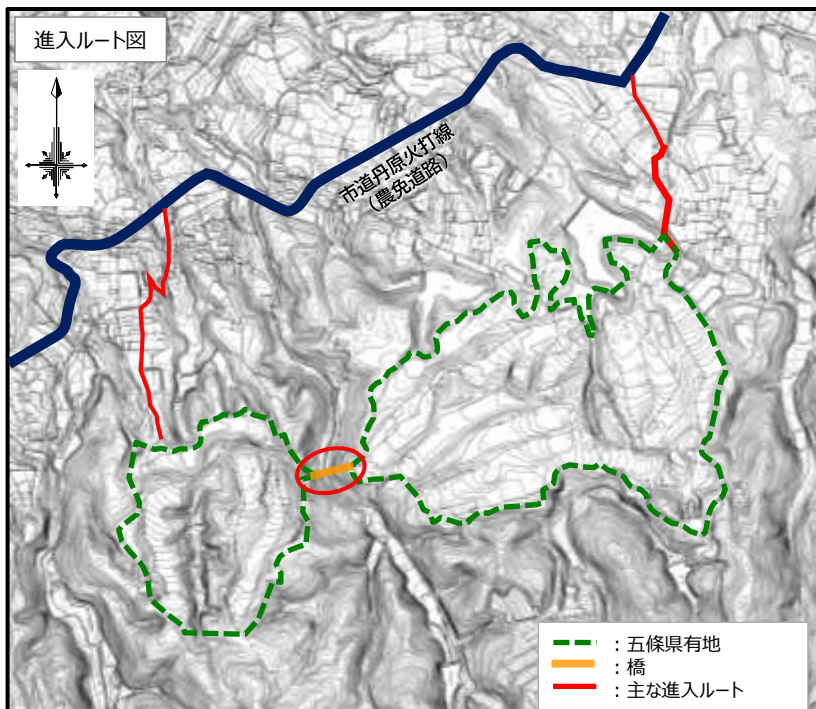 進入ルート図
市道丹原火打線
（農免道路）
：五條県有地
：橋
：主な進入ルート